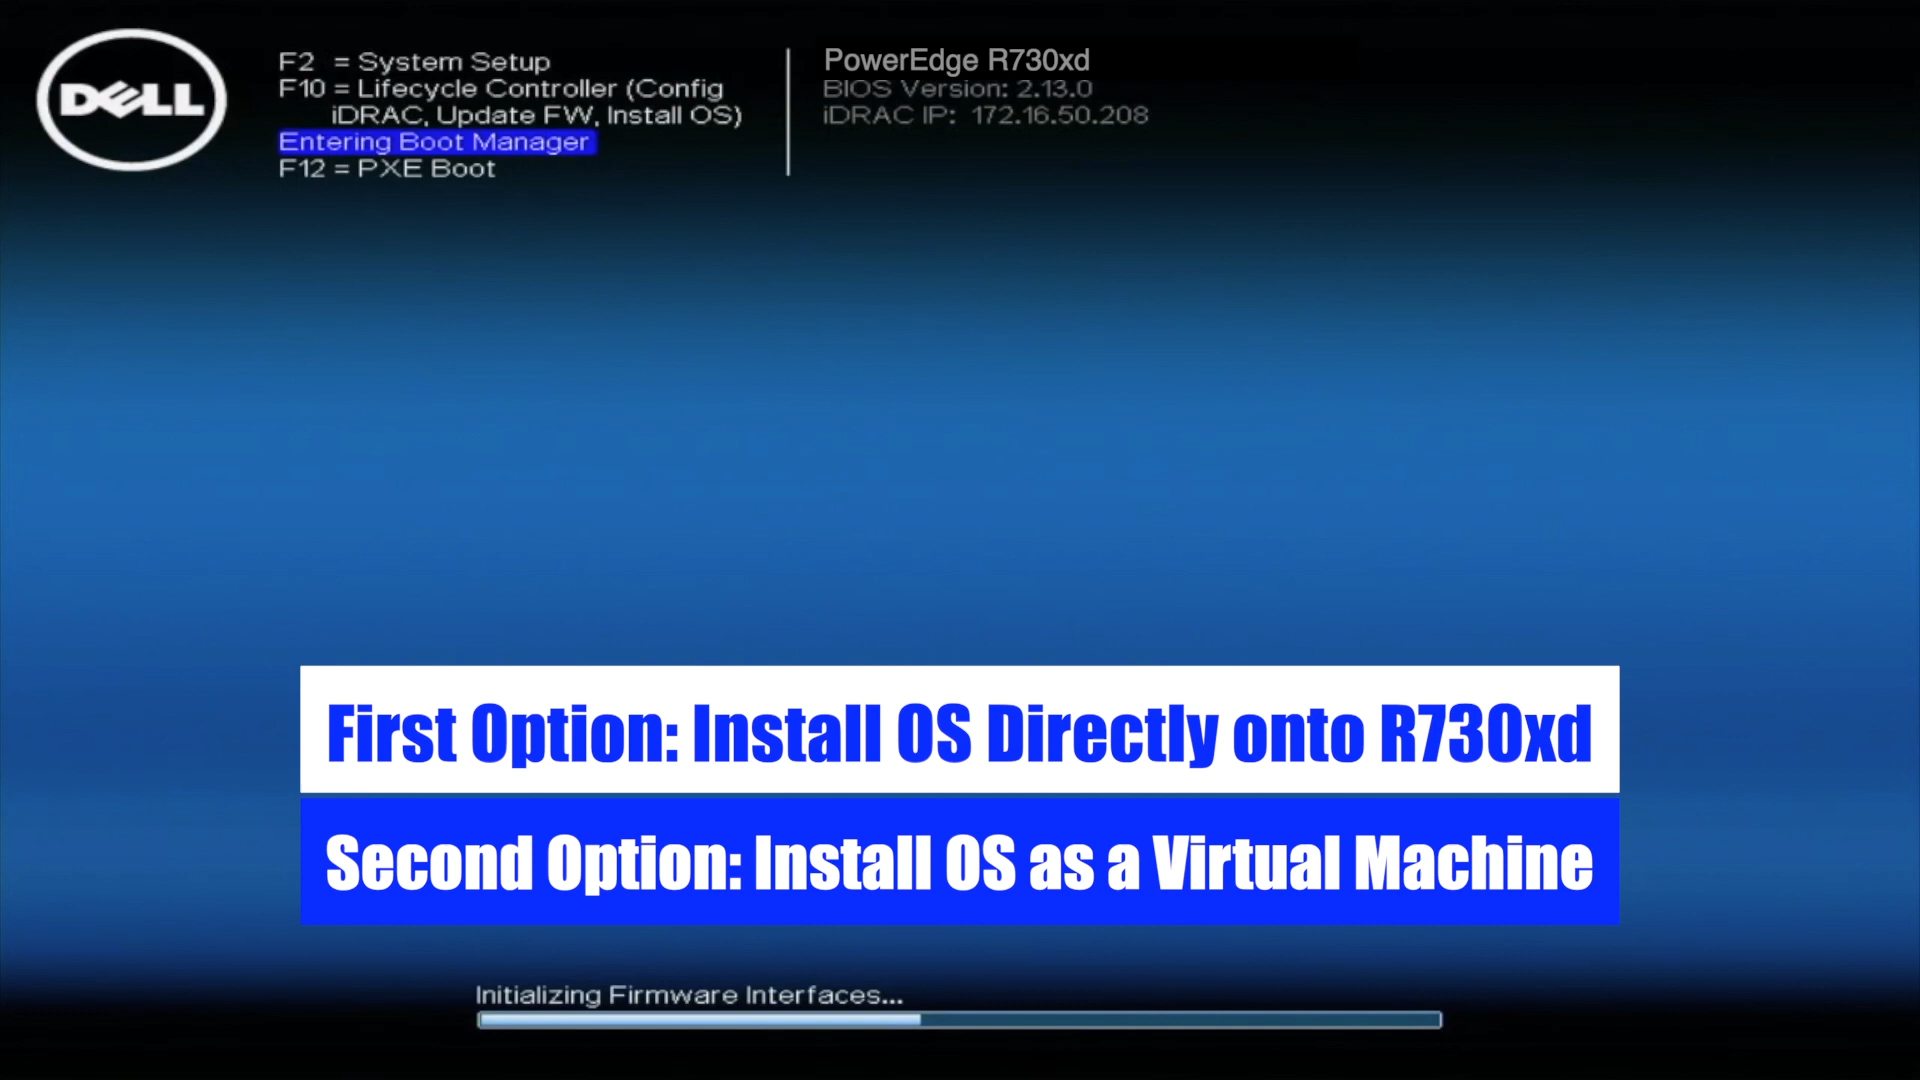 DELL
F2 = System Setup
F10 = Lifecycle Controller (Config
iDRAC, Update FW, Install OS)
Entering Boot Manager
F12 = PXE Boot
PowerEdge R730xd
BIOS Version: 2.13.0
iDRAC IP: 172.16.50.208
First Option: Install OS Directly onto R730xd
Second Option: Install OS as a Virtual Machine
Initializing Firmware Interfaces...